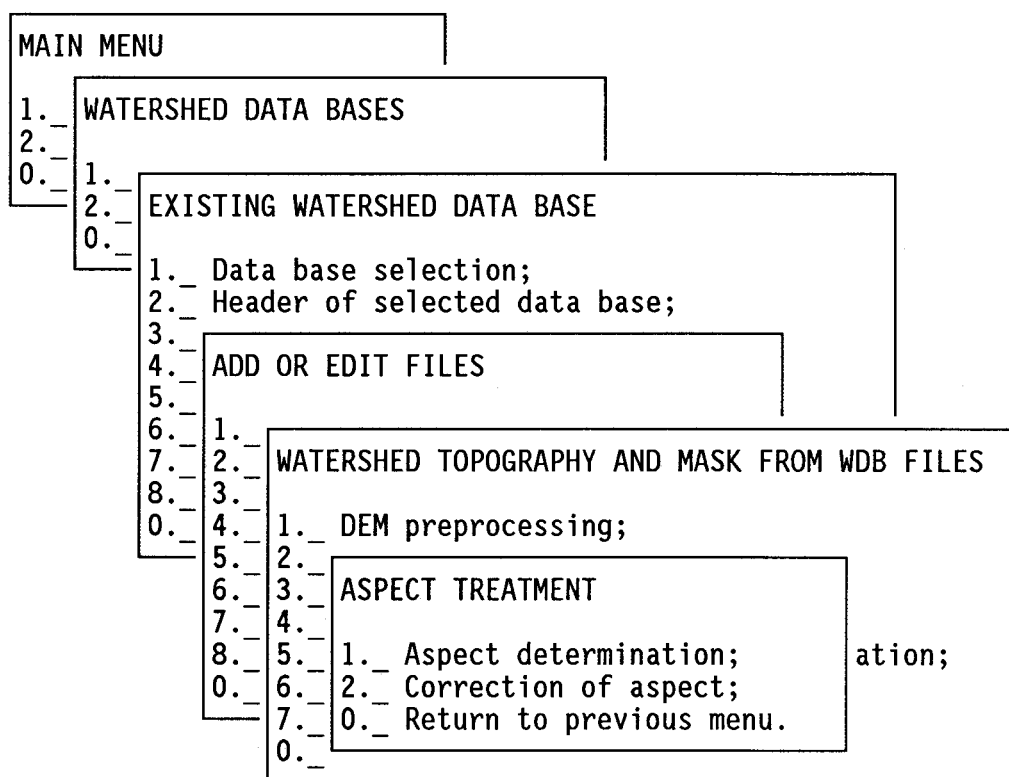 MAIN MENU
1._
2._
0._
WATERSHED DATA BASES
1._
2._
0._
EXISTING WATERSHED DATA BASE
1._ Data base selection;
2._ Header of selected data base;
3._
4._
5._
6._
7._
8._
0._
ADD OR EDIT FILES
1._
2._
3._
4._
5._
6._
7._
8._
0._
WATERSHED TOPOGRAPHY AND MASK FROM WDB FILES
1._ DEM preprocessing;
2._
3._
4._
5._ ation;
6._
7._
0._
ASPECT TREATMENT
1._ Aspect determination;
2._ Correction of aspect;
0._ Return to previous menu.